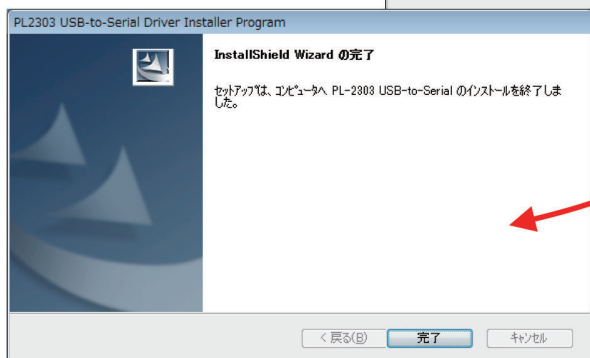 PL2303 USB-to-Serial Driver Installer Program
InstallShield Wizard の完了
セットアップは、コンピュータへ PL-2303 USB-to-Serial のインストールを終了しま
した。
< 戻る(B)
完了
キャンセル